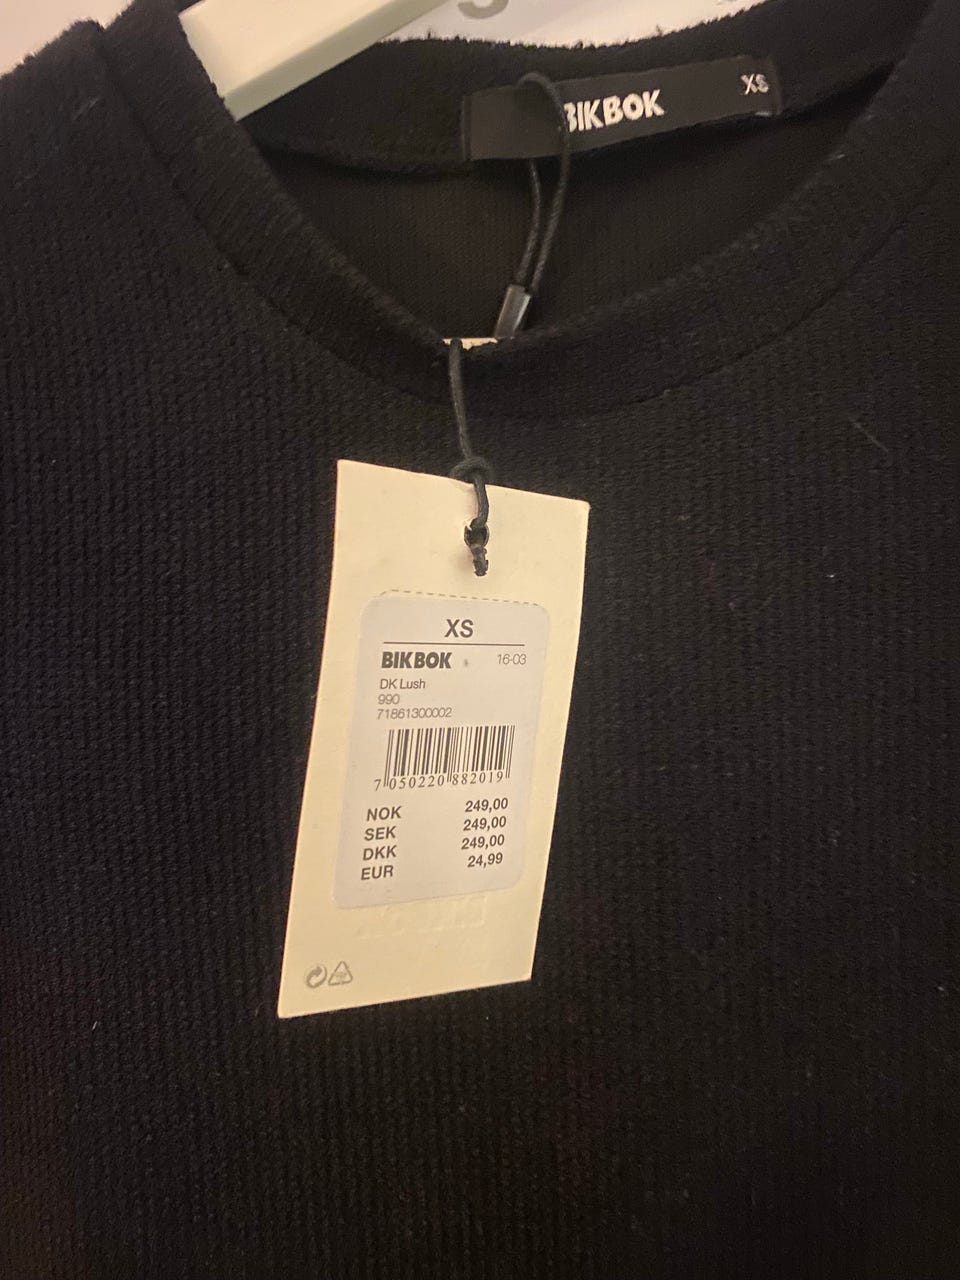 BIKBOK
XS
XS
BIKBOK 16-03
DK Lush
990
71861300002
7 050220 882019
NOK 249,00
SEK 249,00
DKK 249,00
EUR 24,99